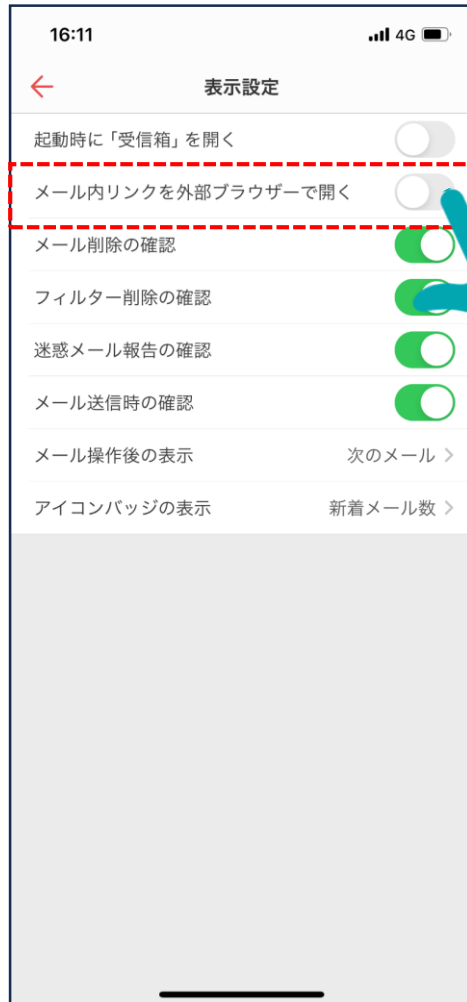 16:11 4G
表示設定
起動時に「受信箱」を開く
メール内リンクを外部ブラウザーで開く
メール削除の確認
フィルター削除の確認
迷惑メール報告の確認
メール送信時の確認
メール操作後の表示 次のメール
アイコンバッジの表示 新着メール数